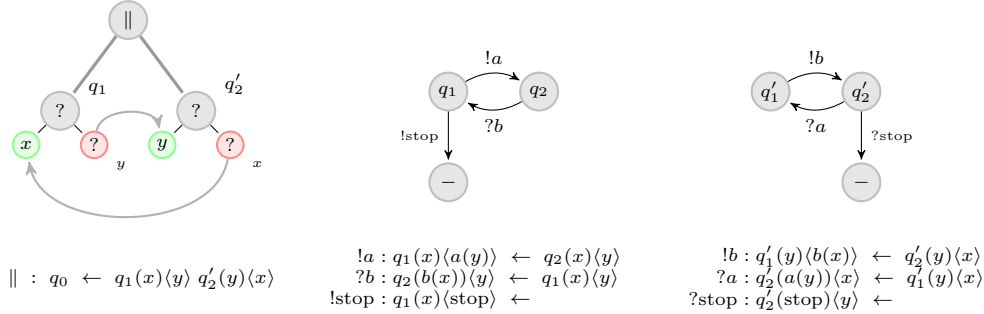 ∥
q₁ q′₂
? ?
x ? y ?
y x
!a
q₁ q₂
?b
!stop
−
!b
q′₁ q′₂
?a
?stop
−
∥ : q₀ ← q₁(x)⟨y⟩ q′₂(y)⟨x⟩
!a : q₁(x)⟨a(y)⟩ ← q₂(x)⟨y⟩
?b : q₂(b(x))⟨y⟩ ← q₁(x)⟨y⟩
!stop : q₁(x)⟨stop⟩ ←
!b : q′₁(y)⟨b(x)⟩ ← q′₂(y)⟨x⟩
?a : q′₂(a(y))⟨x⟩ ← q′₁(y)⟨x⟩
?stop : q′₂(stop)⟨y⟩ ←